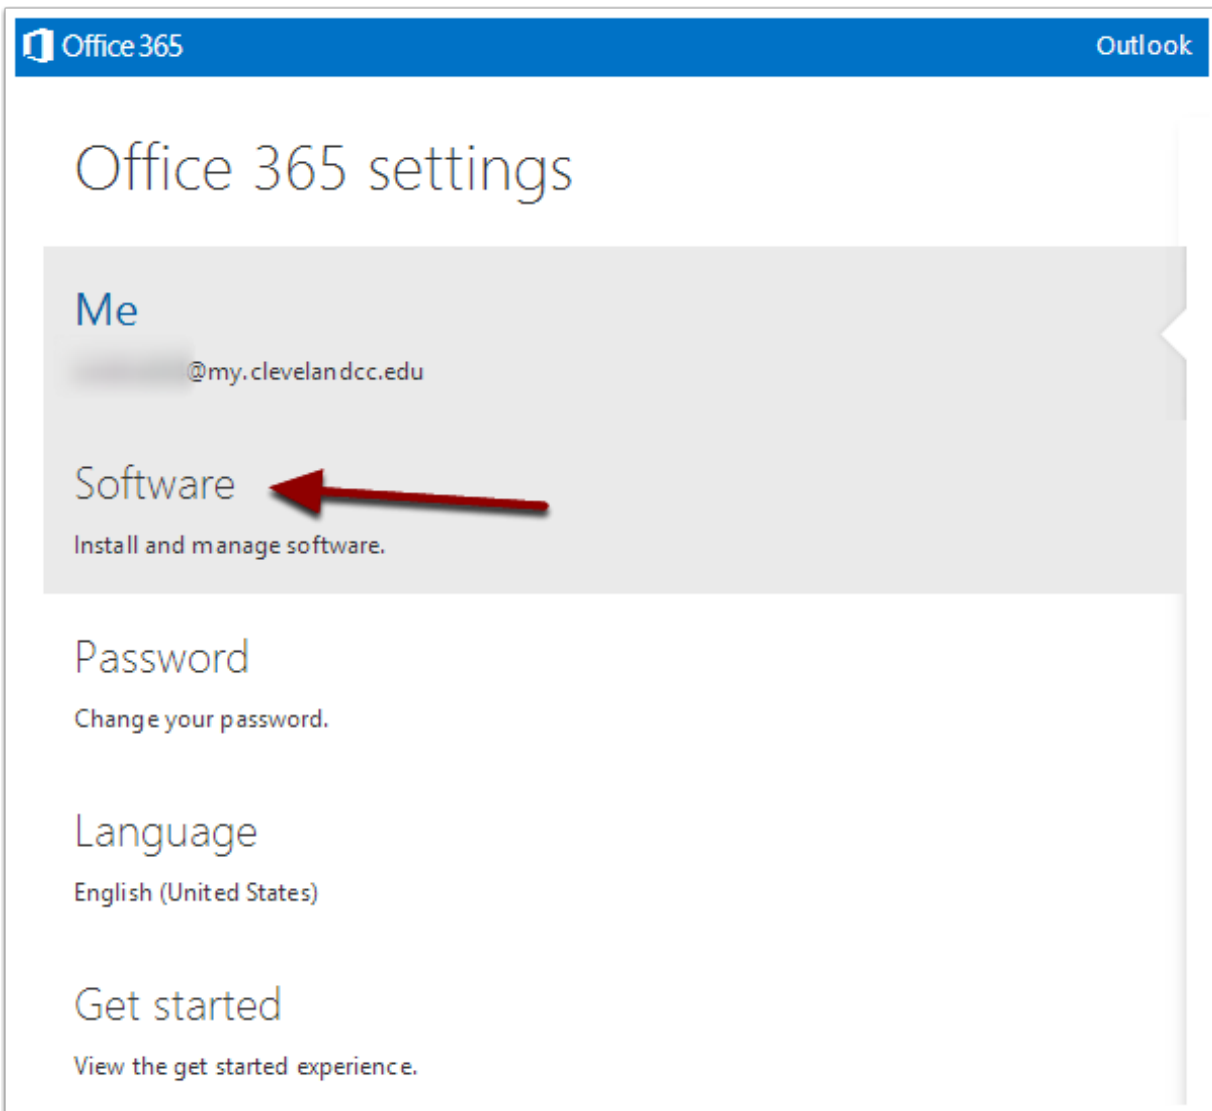 Office 365 Outlook
Office 365 settings
Me
@my.clevelandcc.edu
Software
Install and manage software.
Password
Change your password.
Language
English (United States)
Get started
View the get started experience.